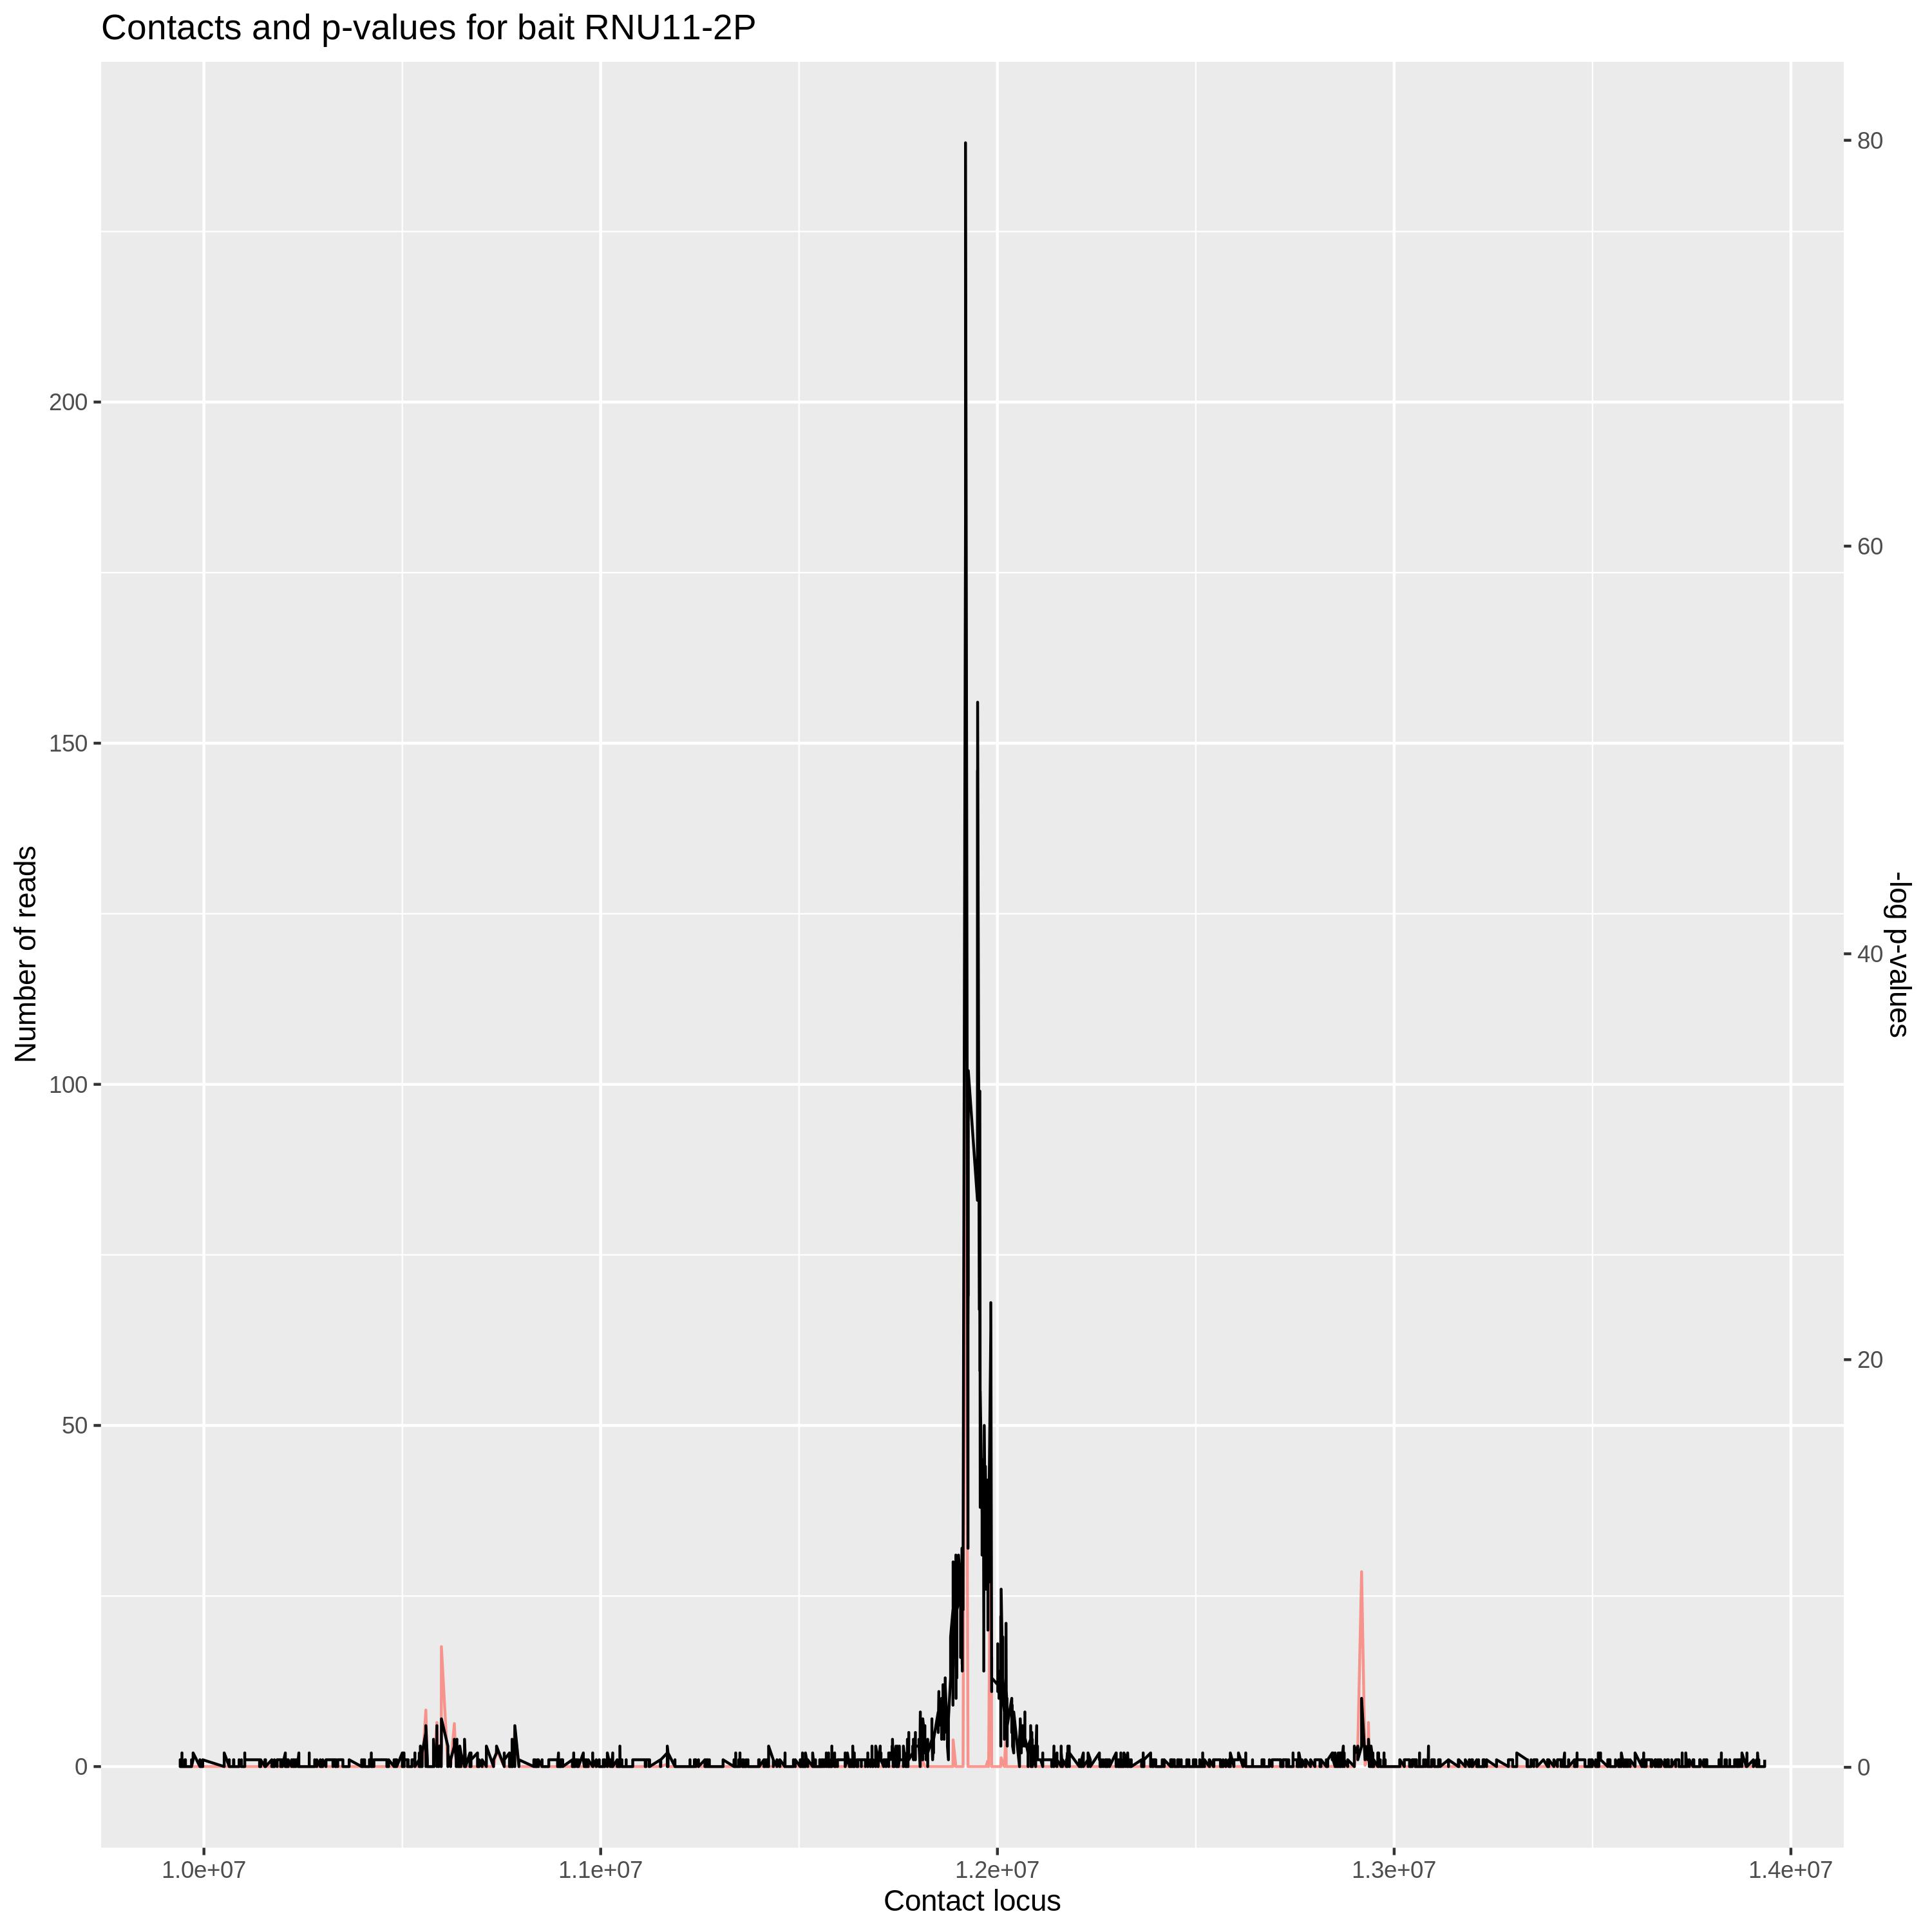 Contacts and p-values for bait RNU11-2P
80
200
60
150
Number of reads
-log p-values
40
100
20
50
0
0
1.0e+07 1.1e+07 1.2e+07 1.3e+07 1.4e+07
Contact locus